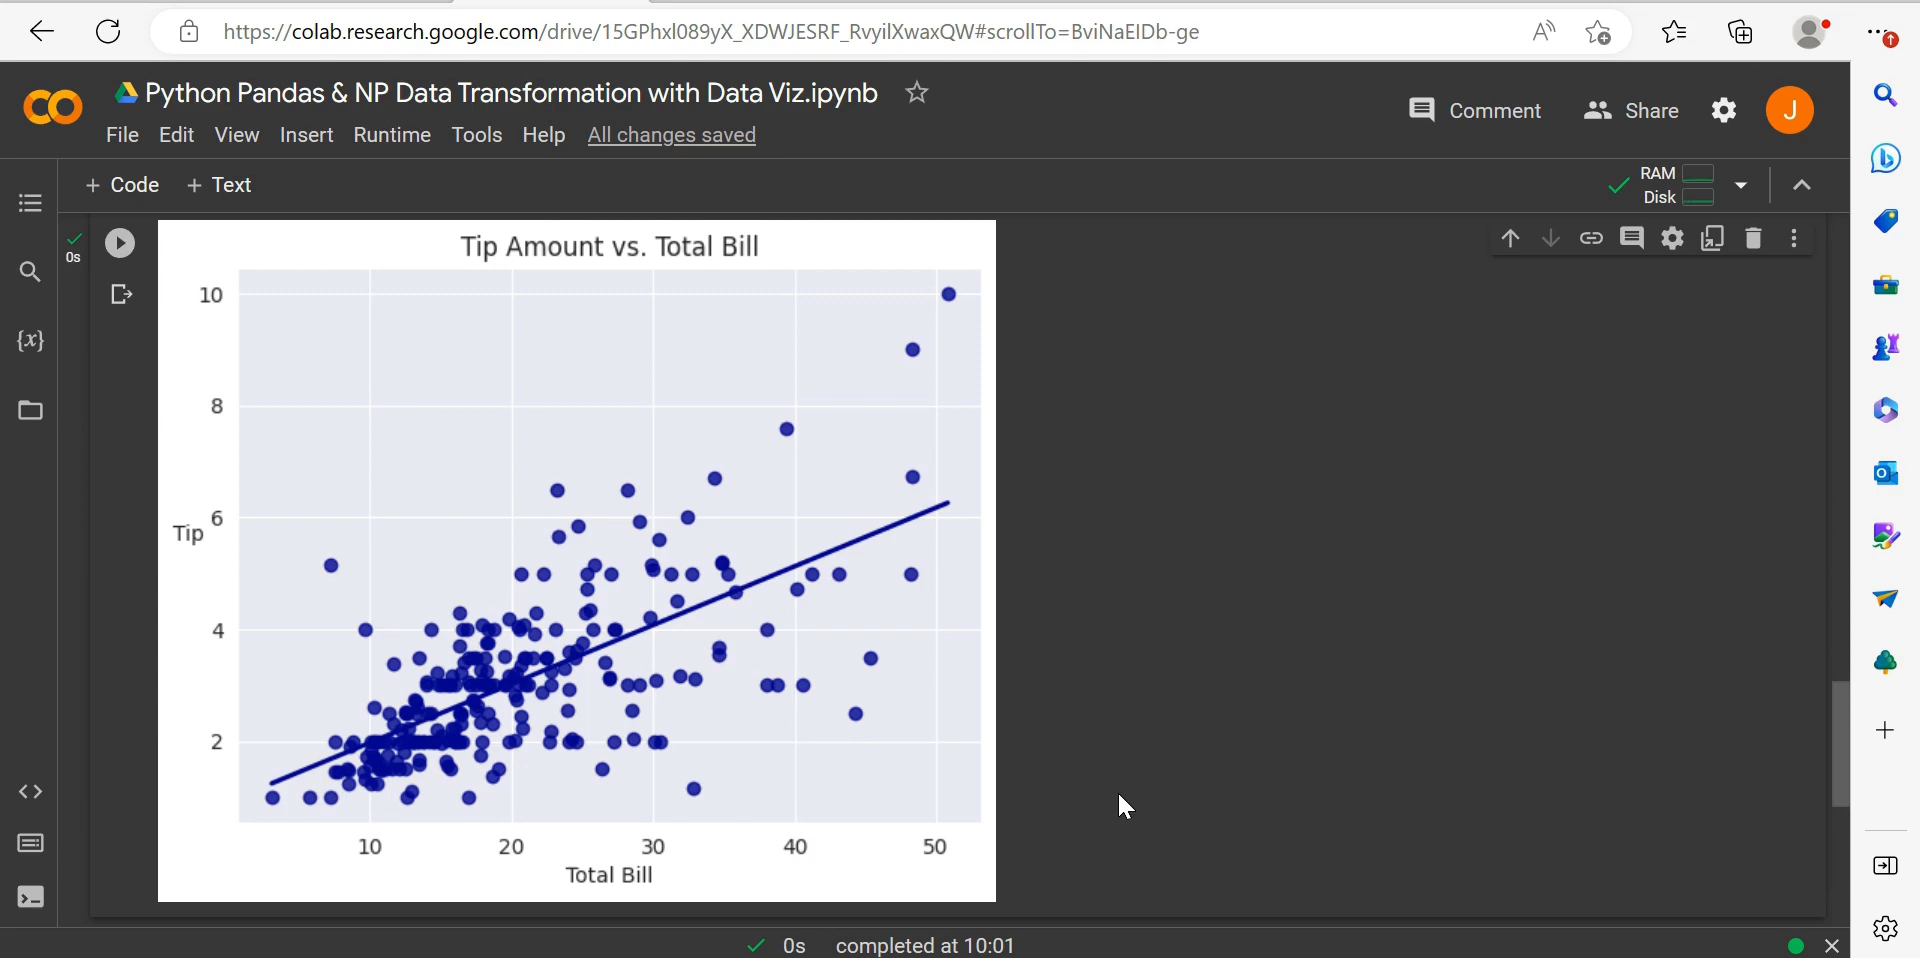 https://colab.research.google.com/drive/15GPhxl089yX_XDWJESRF_RvyilXwaxQW#scrollTo=BviNaEIDb-ge
Python Pandas & NP Data Transformation with Data Viz.ipynb
Comment Share J
File Edit View Insert Runtime Tools Help All changes saved
+ Code + Text
RAM
Disk
0s
Tip Amount vs. Total Bill
10
8
6
Tip
4
2
10 20 30 40 50
Total Bill
{x}
0s completed at 10:01